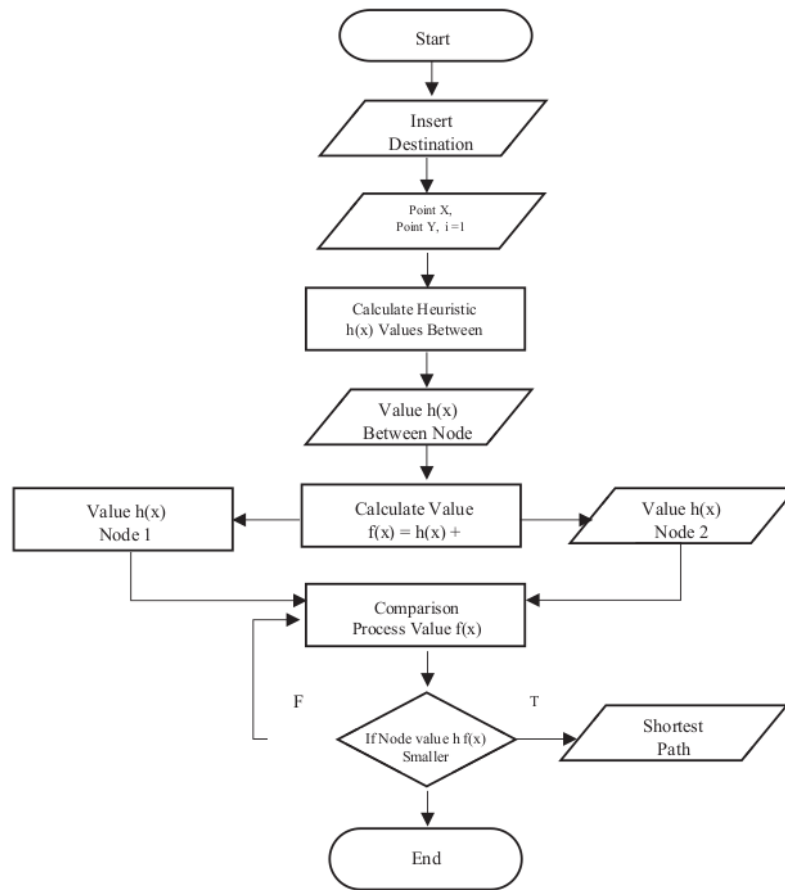 Start
Insert
Destination
Point X,
Point Y, i =1
Calculate Heuristic
h(x) Values Between
Value h(x)
Between Node
Value h(x)
Node 1
Calculate Value
f(x) = h(x) +
Value h(x)
Node 2
Comparison
Process Value f(x)
F
T
If Node value h f(x)
Smaller
Shortest
Path
End